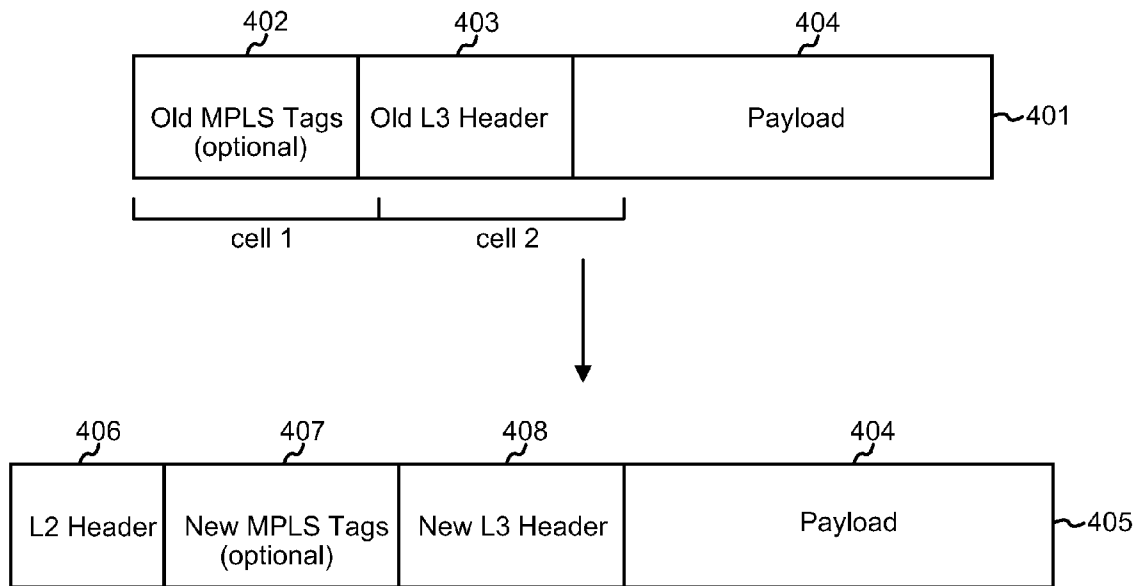 402 403 404
Old MPLS Tags Old L3 Header Payload 401
(optional)
cell 1 cell 2
406 407 408 404
L2 Header New MPLS Tags New L3 Header Payload 405
(optional)